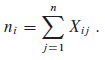 n_i = \sum_{j=1}^{n} X_{ij} .